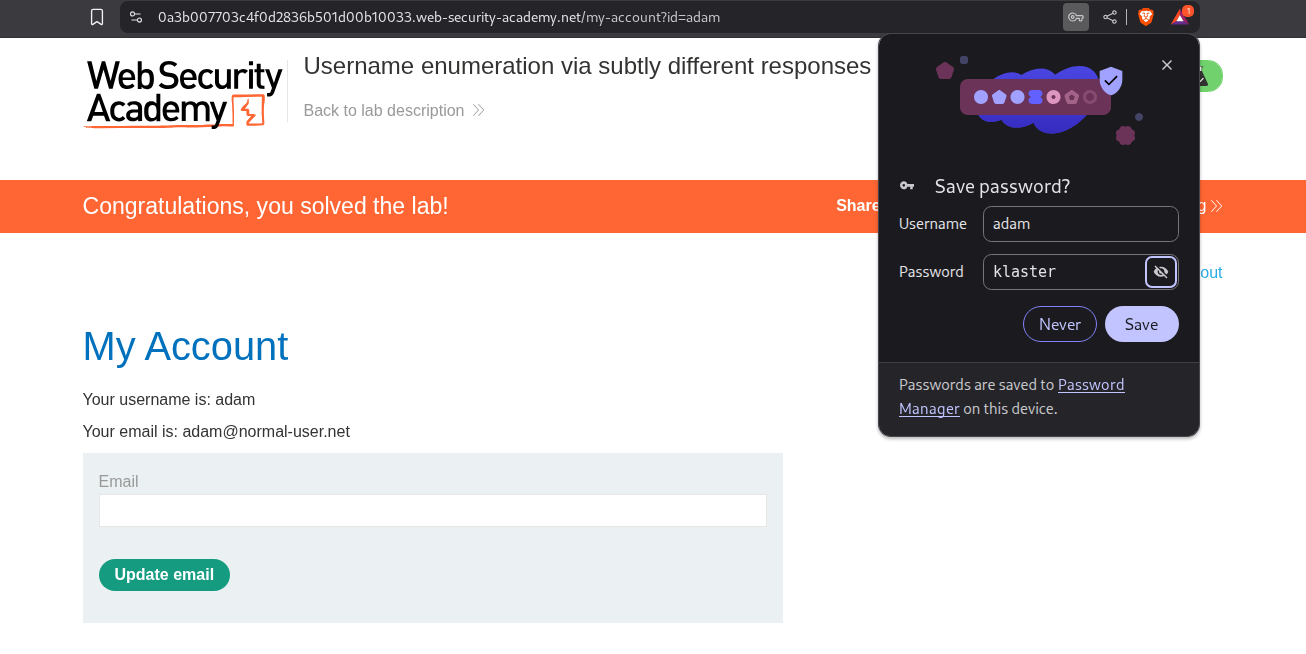 0a3b007703c4f0d2836b501d00b10033.web-security-academy.net/my-account?id=adam
1
Web Security
Academy
Username enumeration via subtly different responses
Back to lab description
Congratulations, you solved the lab!
Share
g
out
My Account
Your username is: adam
Your email is: adam@normal-user.net
Email
Update email
Save password?
Username
adam
Password
klaster
Never
Save
Passwords are saved to Password
Manager on this device.